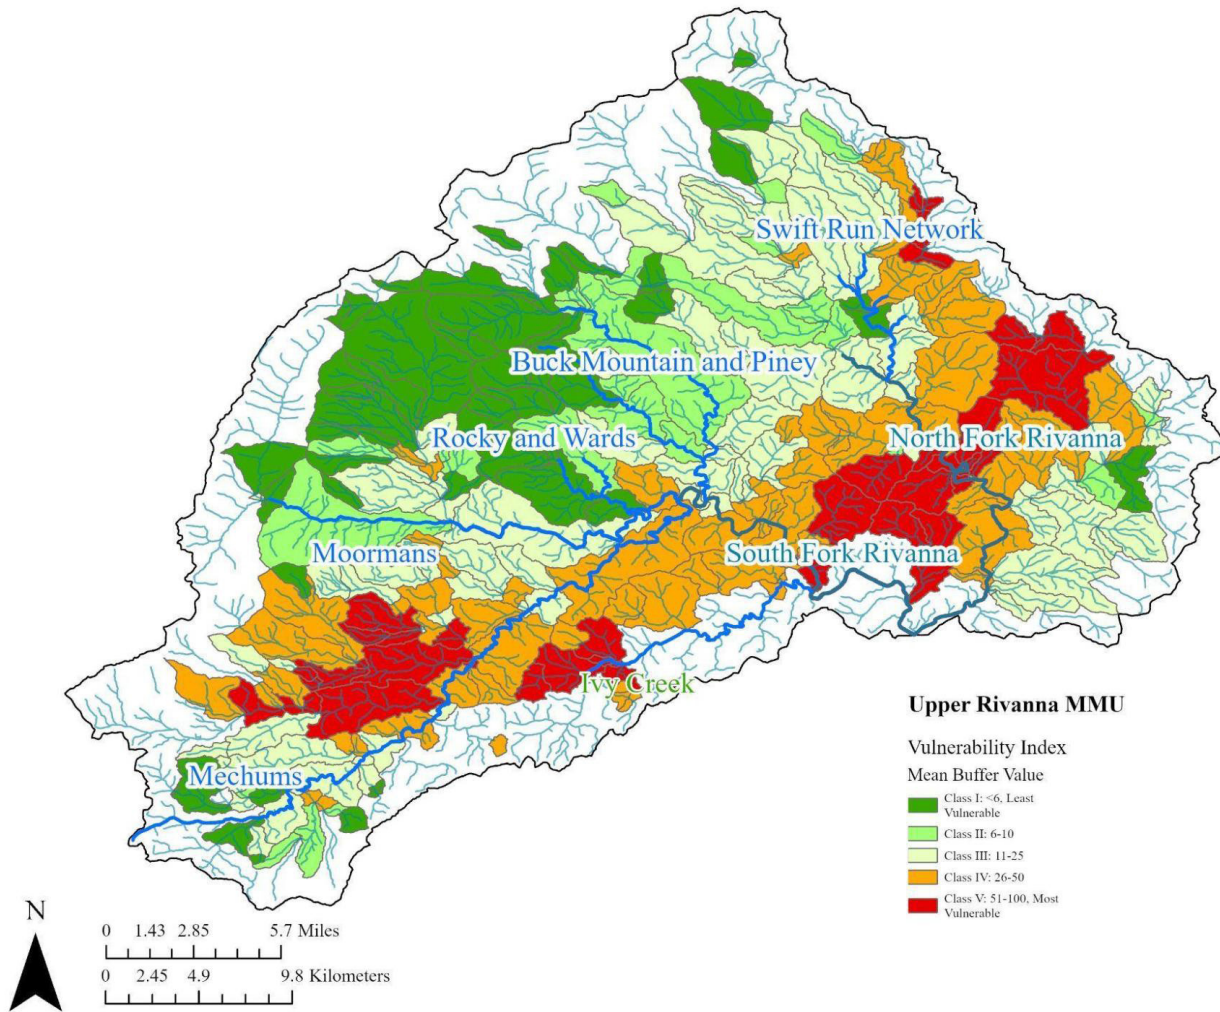 Swift Run Network
Buck Mountain and Piney
Rocky and Wards
North Fork Rivanna
Moormans
South Fork Rivanna
Ivy Creek
Mechums
Upper Rivanna MMU
Vulnerability Index
Mean Buffer Value
Class I: <6, Least
Vulnerable
Class II: 6-10
Class III: 11-25
Class IV: 26-50
Class V: 51-100, Most
Vulnerable
N
0 1.43 2.85 5.7 Miles
0 2.45 4.9 9.8 Kilometers